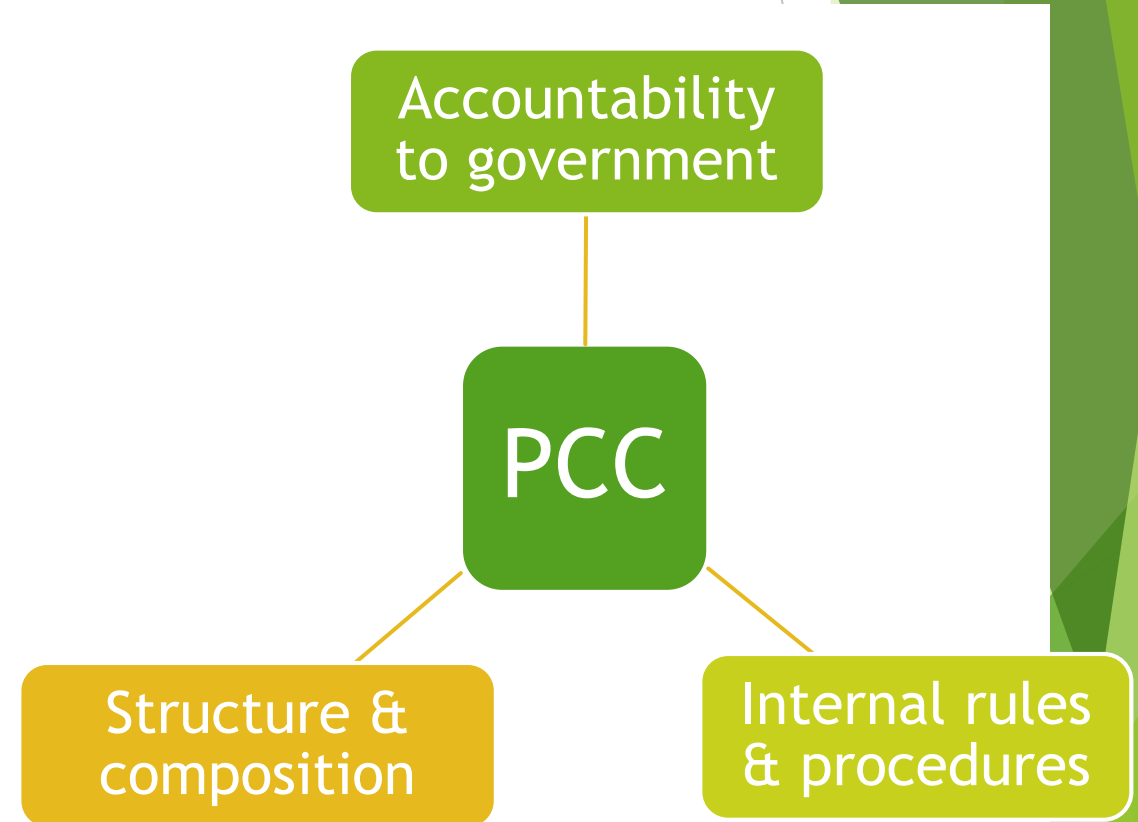 Accountability
to government
PCC
Structure &
composition
Internal rules
& procedures